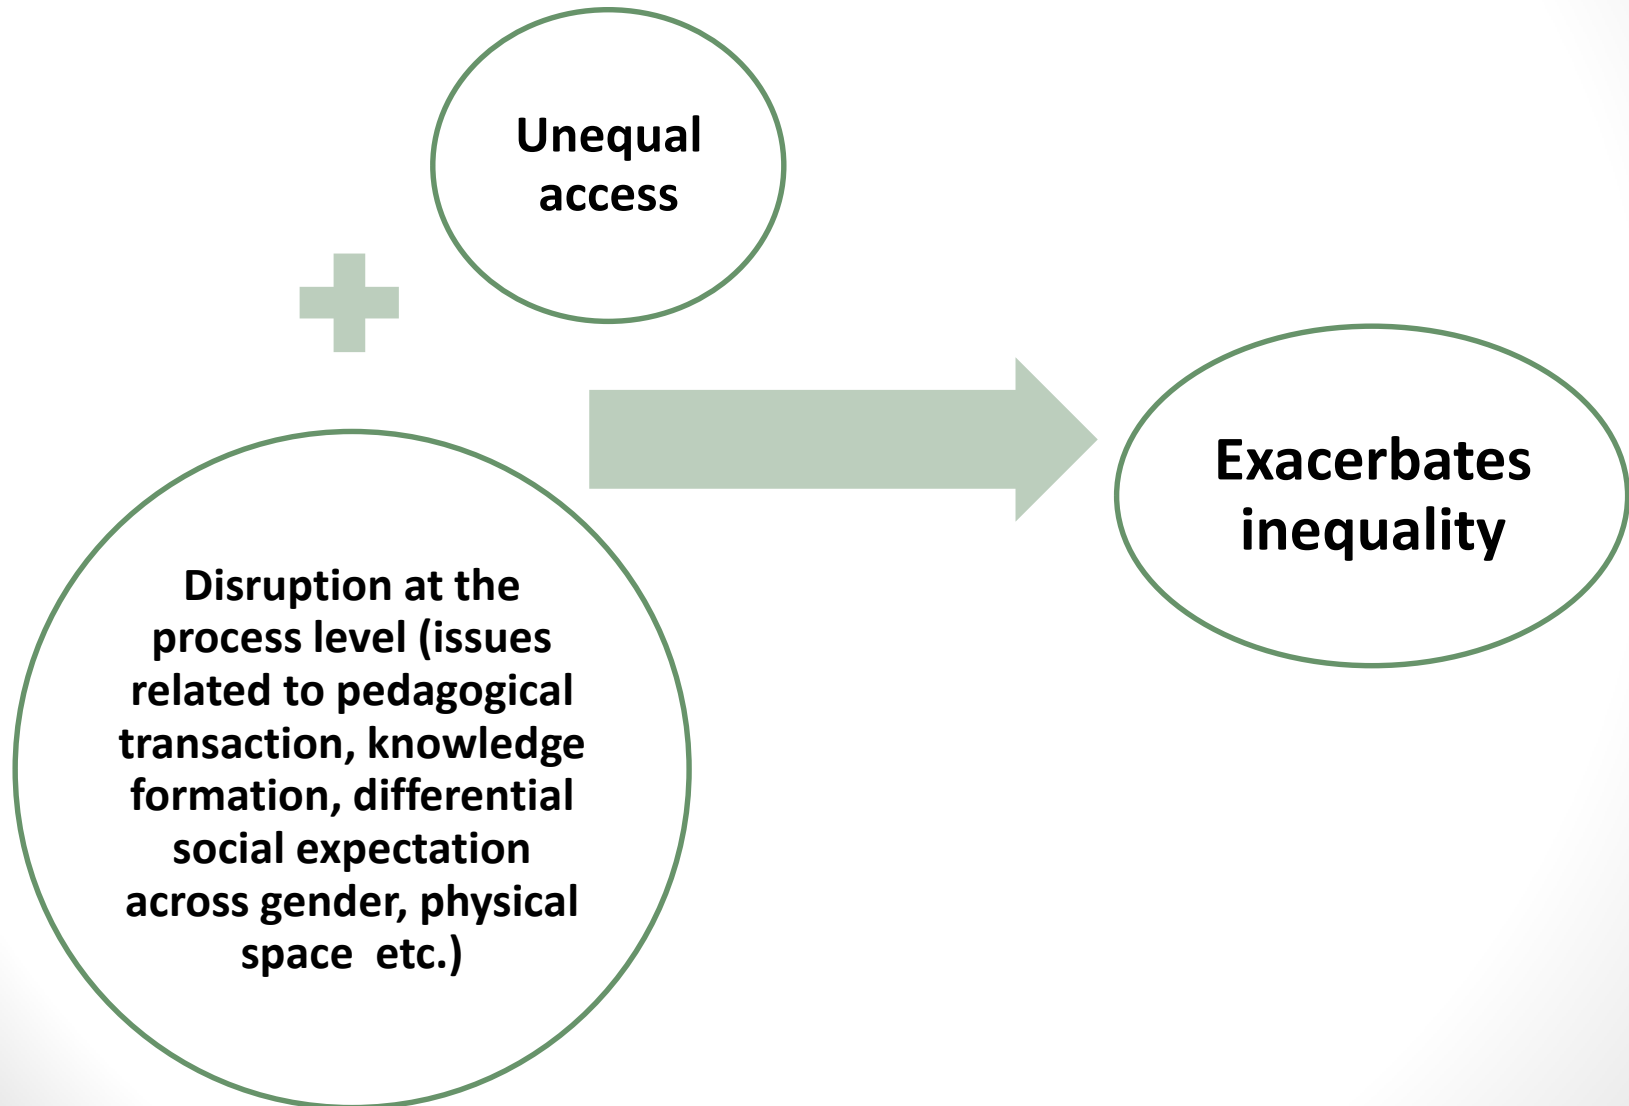 Unequal
access
Disruption at the
process level (issues
related to pedagogical
transaction, knowledge
formation, differential
social expectation
across gender, physical
space  etc.)
Exacerbates
inequality